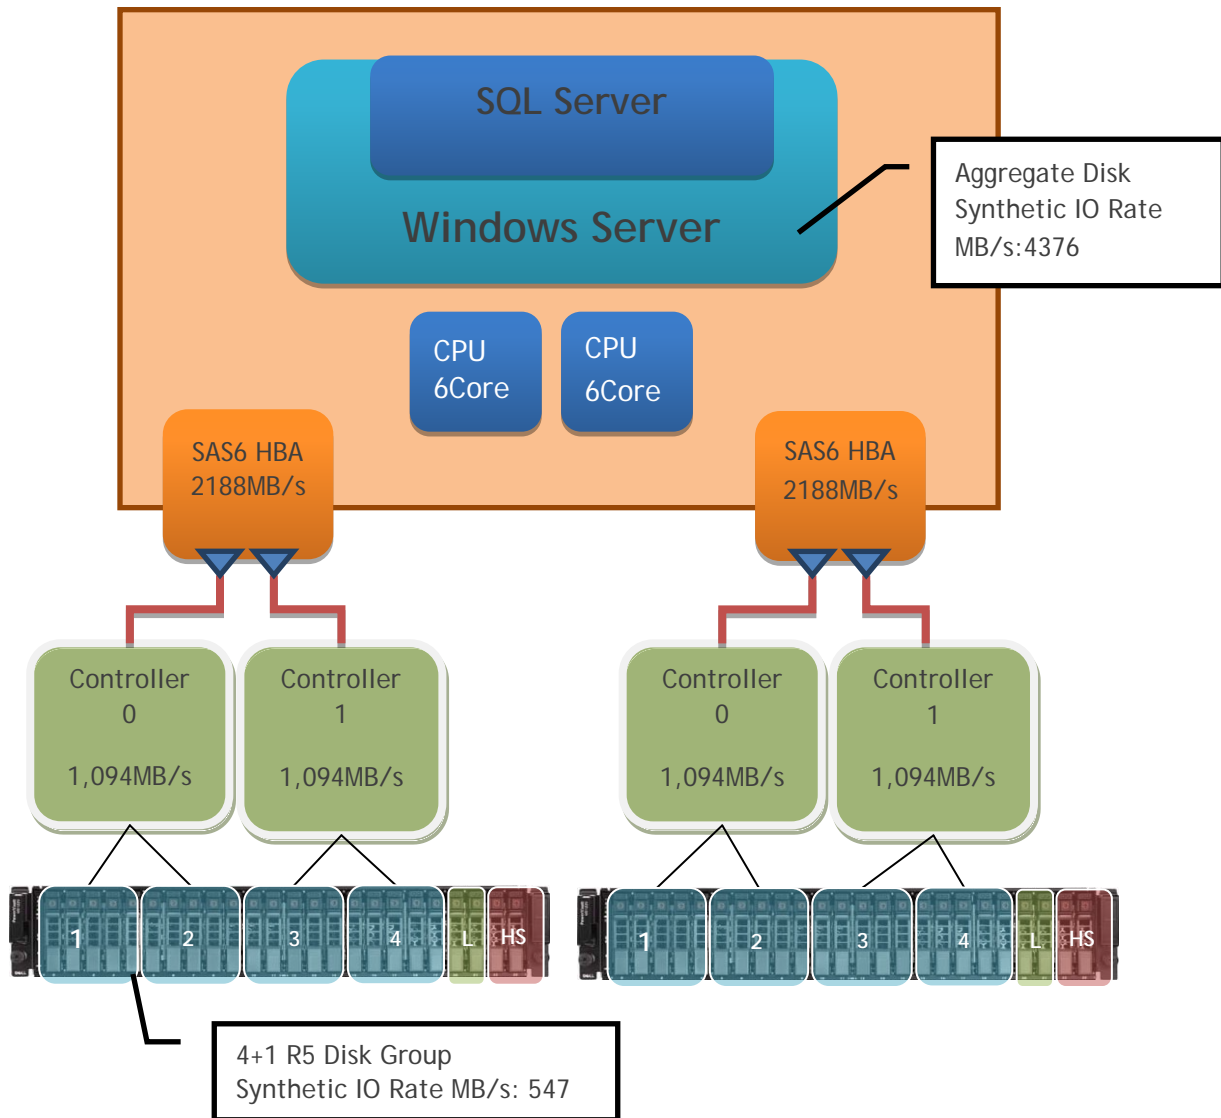 SQL Server
Windows Server
Aggregate Disk
Synthetic IO Rate
MB/s:4376
CPU
6Core
CPU
6Core
SAS6 HBA
2188MB/s
SAS6 HBA
2188MB/s
Controller
0
1,094MB/s
Controller
1
1,094MB/s
Controller
0
1,094MB/s
Controller
1
1,094MB/s
1
2
3
4
L
HS
1
2
3
4
L
HS
4+1 R5 Disk Group
Synthetic IO Rate MB/s: 547